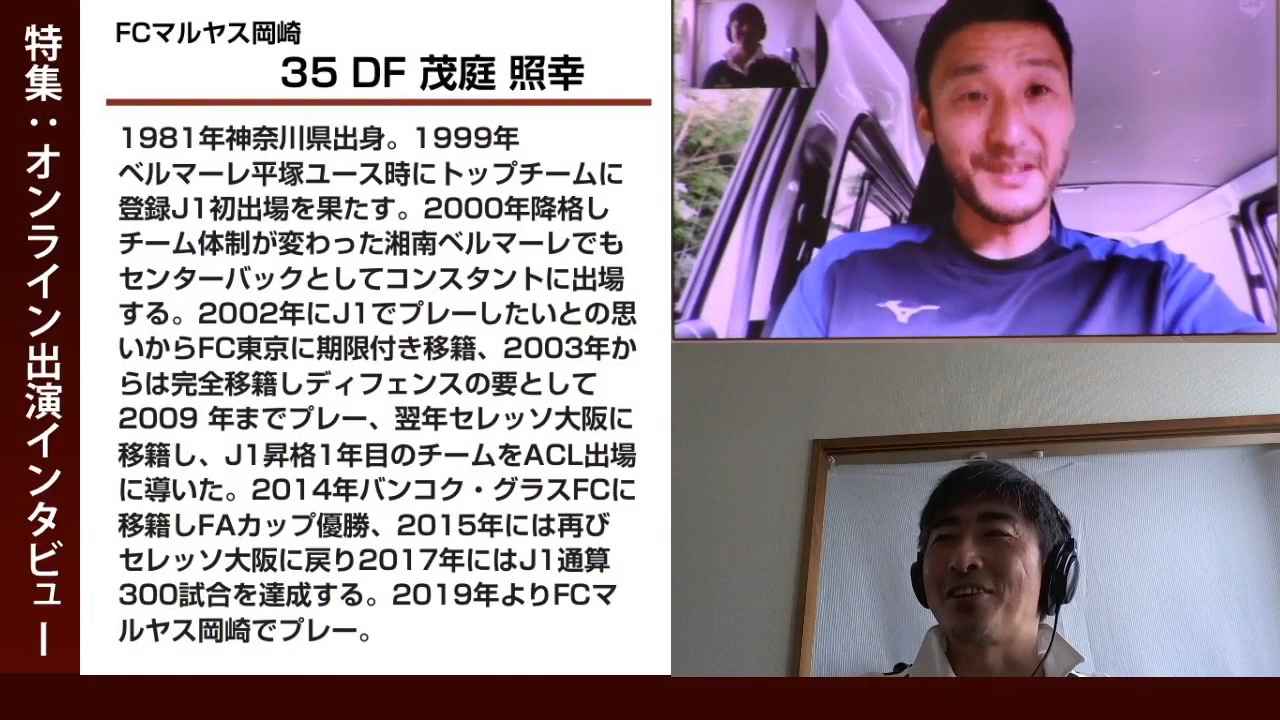 特集：オンライン出演インタビュー
FCマルヤス岡崎
35 DF 茂庭 照幸
1981年神奈川県出身。1999年
ベルマーレ平塚ユース時にトップチームに
登録J1初出場を果たす。2000年降格し
チーム体制が変わった湘南ベルマーレでも
センターバックとしてコンスタントに出場
する。2002年にJ1でプレーしたいとの思
いからFC東京に期限付き移籍、2003年か
らは完全移籍しディフェンスの要として
2009 年までプレー、翌年セレッソ大阪に
移籍し、J1昇格1年目のチームをACL出場
に導いた。2014年バンコク・グラスFCに
移籍しFAカップ優勝、2015年には再び
セレッソ大阪に戻り2017年にはJ1通算
300試合を達成する。2019年よりFCマ
ルヤス岡崎でプレー。